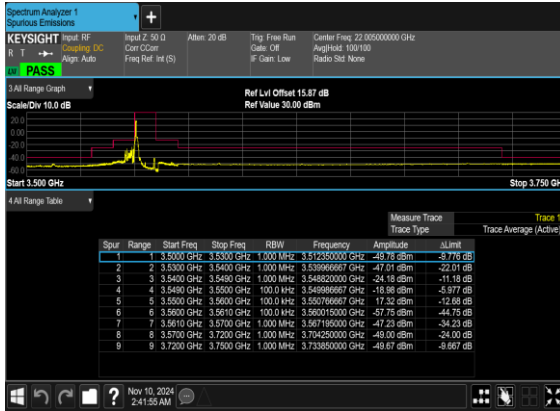 Spectrum Analyzer 1
Spurious Emissions
+
KEYSIGHT Input: RF Input Z: 50 Ω Atten: 20 dB Trig: Free Run Center Freq: 22.005000000 GHz
R T Coupling: DC Corr CCorr Gate: Off Avg|Hold: 100/100
Align: Auto Freq Ref: Int (S) IF Gain: Low Radio Std: None
PASS
3 All Range Graph Ref Lvl Offset 15.87 dB
Scale/Div 10.0 dB Ref Value 30.00 dBm
20.0
0.00
-20.0
-40.0
-60.0
Start 3.500 GHz Stop 3.750 GH
4 All Range Table
Measure Trace Trace 1
Trace Type Trace Average (Active)
Spur Range Start Freq Stop Freq RBW Frequency Amplitude ΔLimit
1 1 3.5000 GHz 3.5300 GHz 1.000 MHz 3.512350000 GHz -49.78 dBm -9.776 dB
2 2 3.5300 GHz 3.5400 GHz 1.000 MHz 3.539966667 GHz -47.01 dBm -22.01 dB
3 3 3.5400 GHz 3.5490 GHz 1.000 MHz 3.548820000 GHz -24.18 dBm -11.18 dB
4 4 3.5490 GHz 3.5500 GHz 100.0 kHz 3.549986667 GHz -18.98 dBm -5.977 dB
5 5 3.5500 GHz 3.5600 GHz 100.0 kHz 3.550766667 GHz 17.32 dBm -12.68 dB
6 6 3.5600 GHz 3.5610 GHz 100.0 kHz 3.560015000 GHz -57.75 dBm -44.75 dB
7 7 3.5610 GHz 3.5700 GHz 1.000 MHz 3.567195000 GHz -47.23 dBm -34.23 dB
8 8 3.5700 GHz 3.7200 GHz 1.000 MHz 3.704250000 GHz -49.00 dBm -24.00 dB
9 9 3.7200 GHz 3.7500 GHz 1.000 MHz 3.733850000 GHz -49.67 dBm -9.667 dB
? Nov 10, 2024
2:41:55 AM